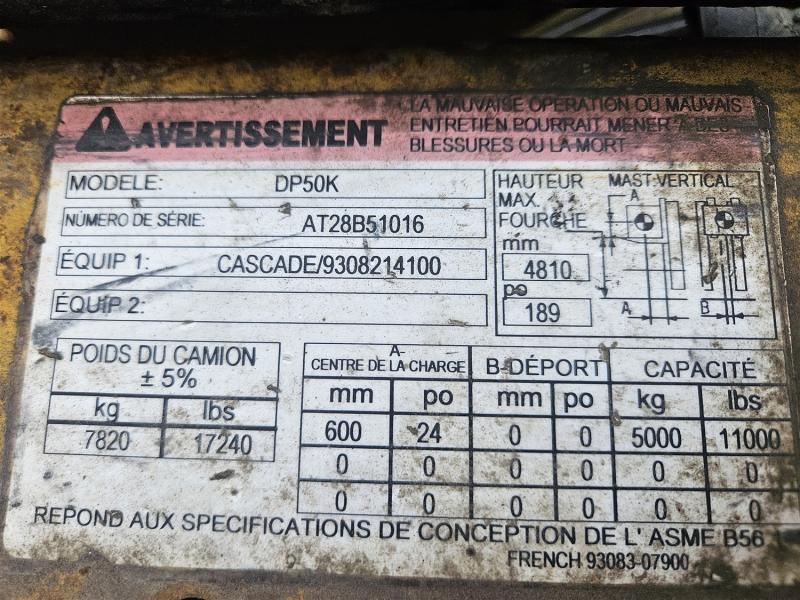 AVERTISSEMENT
LA MAUVAISE OPERATION OU MAUVAIS
ENTRETIEN POURRAIT MENER A DES
BLESSURES OU LA MORT
MODELE: DP50K
NÚMERO DE SÉRIE: AT28B51016
ÉQUIP 1: CASCADE/9308214100
ÉQUIP 2:
HAUTEUR MAST VERTICAL
MAX.
FOURCHE
mm
4810
po
189
A
A
B
POIDS DU CAMION
± 5%
kg lbs
7820 17240
A-
CENTRE DE LA CHARGE B-DÉPORT CAPACITÉ
mm po mm po kg lbs
600 24 0 0 5000 11000
0 0 0 0 0 0
0 0 0 0 0 0
REPOND AUX SPECIFICATIONS DE CONCEPTION DE L' ASME B56
FRENCH 93083-07900